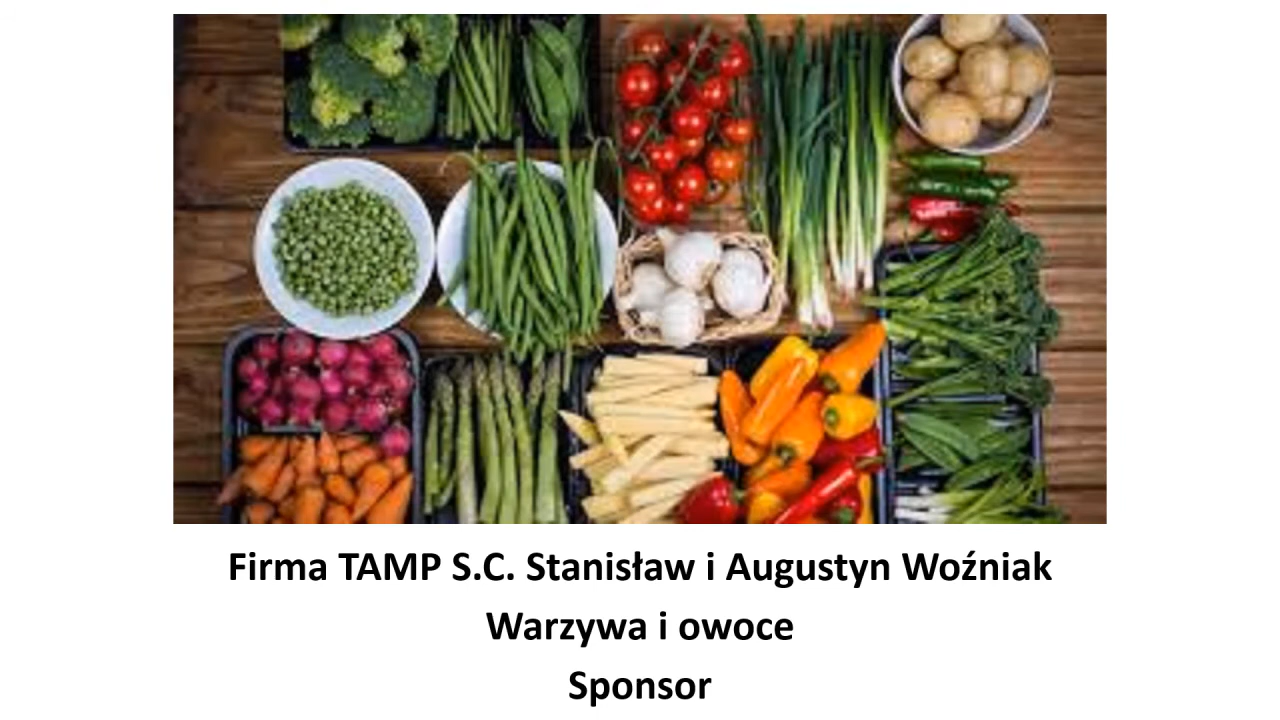 Firma TAMP S.C. Stanisław i Augustyn Woźniak
Warzywa i owoce
Sponsor